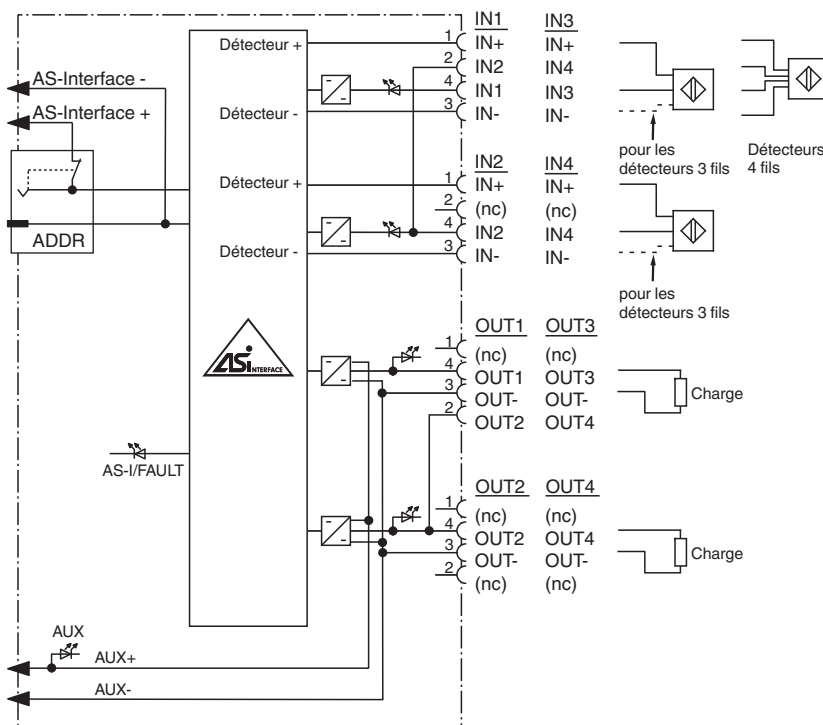 IN1 IN3
Détecteur + 1 IN+ IN+
2 IN2 IN4
AS-Interface -
4 IN1 IN3
AS-Interface +
Détecteur - 3 IN- IN-
pour les
détecteurs 3 fils
Détecteurs
4 fils
IN2 IN4
Détecteur + 1 IN+ IN+
2 (nc) (nc)
ADDR
4 IN2 IN4
Détecteur - 3 IN- IN-
pour les
détecteurs 3 fils
OUT1 OUT3
1 (nc) (nc)
ASi INTERFACE
4 OUT1 OUT3
3 OUT- OUT-
Charge
2 OUT2 OUT4
AS-I/FAULT
OUT2 OUT4
1 (nc) (nc)
4 OUT2 OUT4
3 OUT- OUT-
Charge
2 (nc) (nc)
AUX
AUX+
AUX-